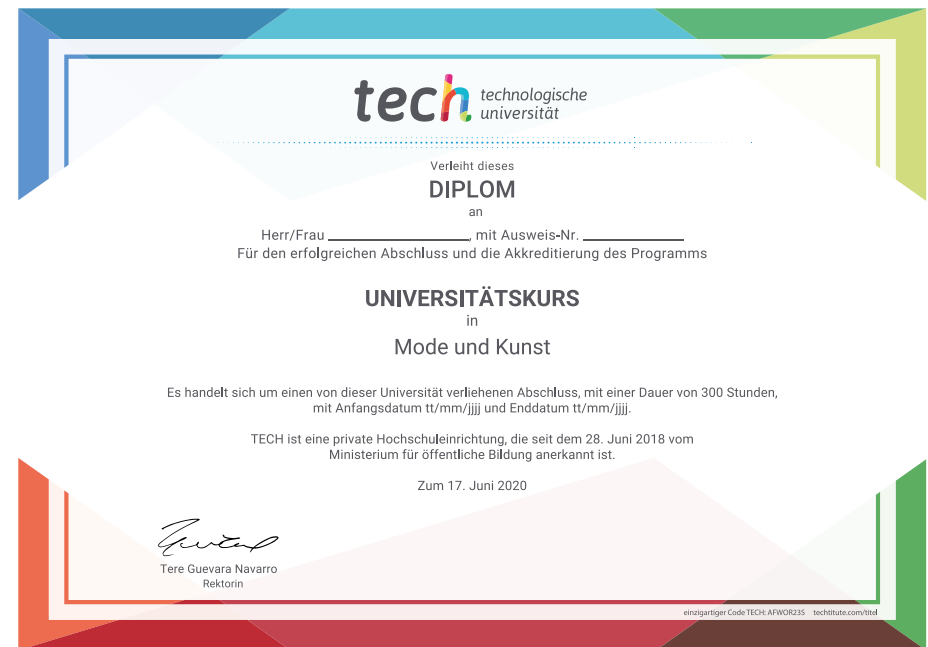 tech technologische
universität
Verleiht dieses
DIPLOM
an
Herr/Frau ____________________, mit Ausweis-Nr. ______________
Für den erfolgreichen Abschluss und die Akkreditierung des Programms
UNIVERSITÄTSKURS
in
Mode und Kunst
Es handelt sich um einen von dieser Universität verliehenen Abschluss, mit einer Dauer von 300 Stunden,
mit Anfangsdatum tt/mm/jjjj und Enddatum tt/mm/jjjj.
TECH ist eine private Hochschuleinrichtung, die seit dem 28. Juni 2018 vom
Ministerium für öffentliche Bildung anerkannt ist.
Zum 17. Juni 2020
Tere Guevara Navarro
Rektorin
einzigartiger Code TECH: AFWOR23S techtitute.com/titel